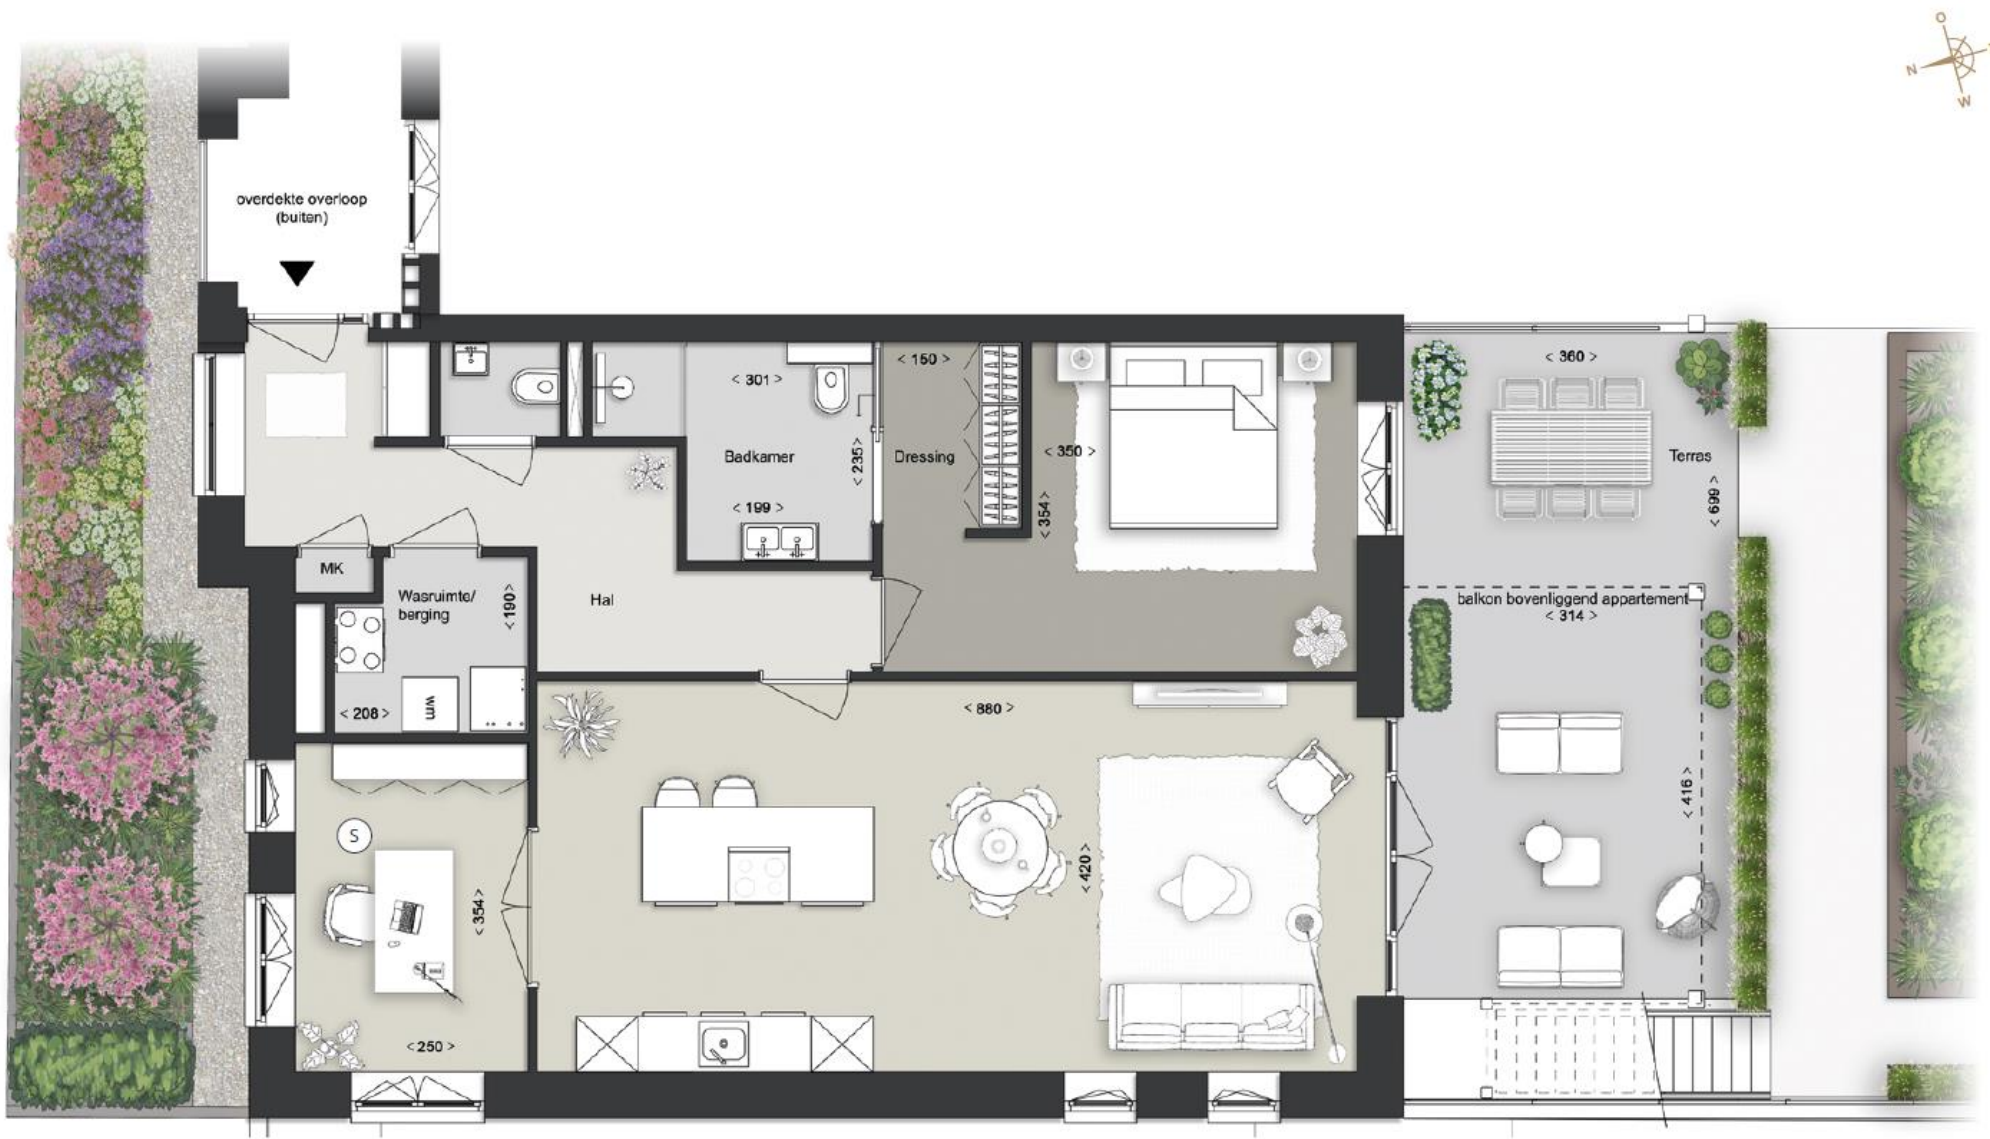 O
N
W
overdekte overloop
(buiten)
< 301 >
< 150 >
< 360 >
Badkamer
< 235 >
Dressing
< 350 >
Terras
< 199 >
< 354 >
< 699 >
MK
Wasruimte/
berging
< 190 >
Hal
balkon bovenliggend appartement
< 314 >
< 208 >
wm
< 880 >
< 416 >
S
< 354 >
< 420 >
< 250 >